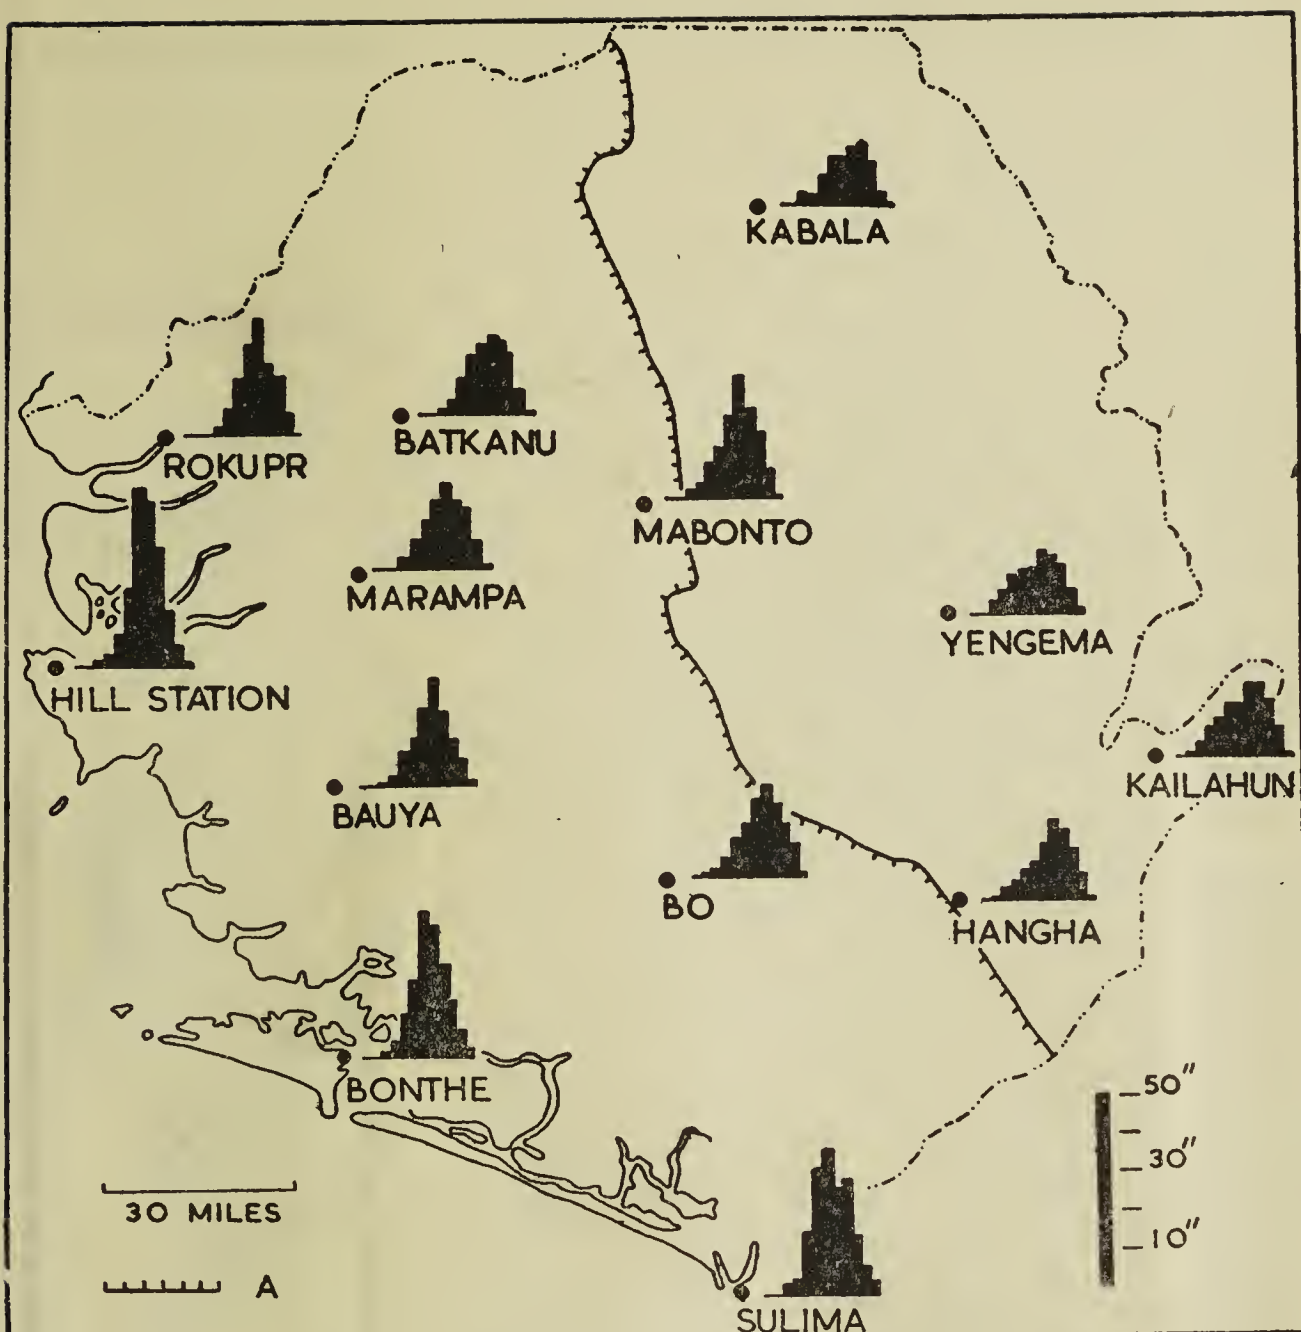 KABALA
ROKUPR
BATKANU
MABONTO
MARAMPA
YENGEMA
HILL STATION
KAILAHUN
BAUYA
BO
HANGHA
BONTHE
50"
30"
10"
30 MILES
A
SULIMA